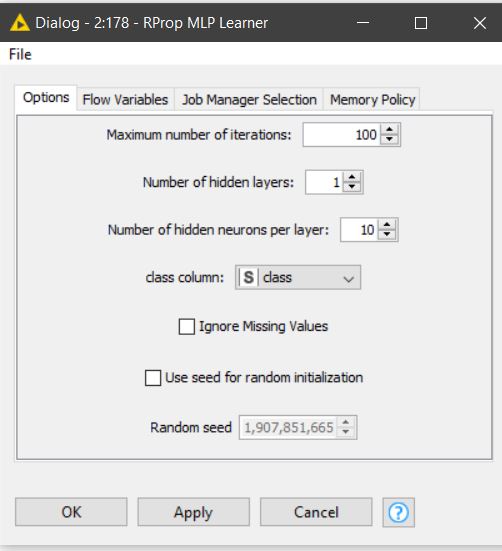 Dialog - 2:178 - RProp MLP Learner
File
Options Flow Variables Job Manager Selection Memory Policy
Maximum number of iterations: 100
Number of hidden layers: 1
Number of hidden neurons per layer: 10
class column: S class
Ignore Missing Values
Use seed for random initialization
Random seed 1,907,851,665
OK Apply Cancel ?